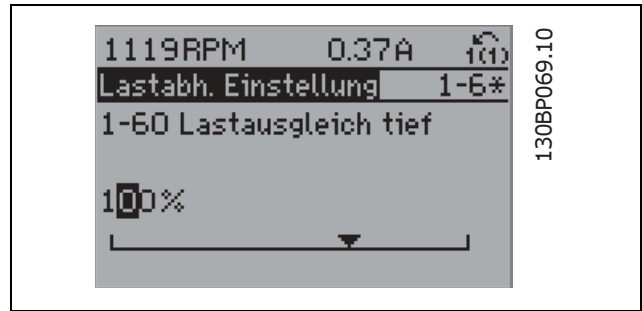 1119RPM 0.37A 1(1)
Lastabh. Einstellung 1-6*
1-60 Lastausgleich tief
100%
130BP069.10